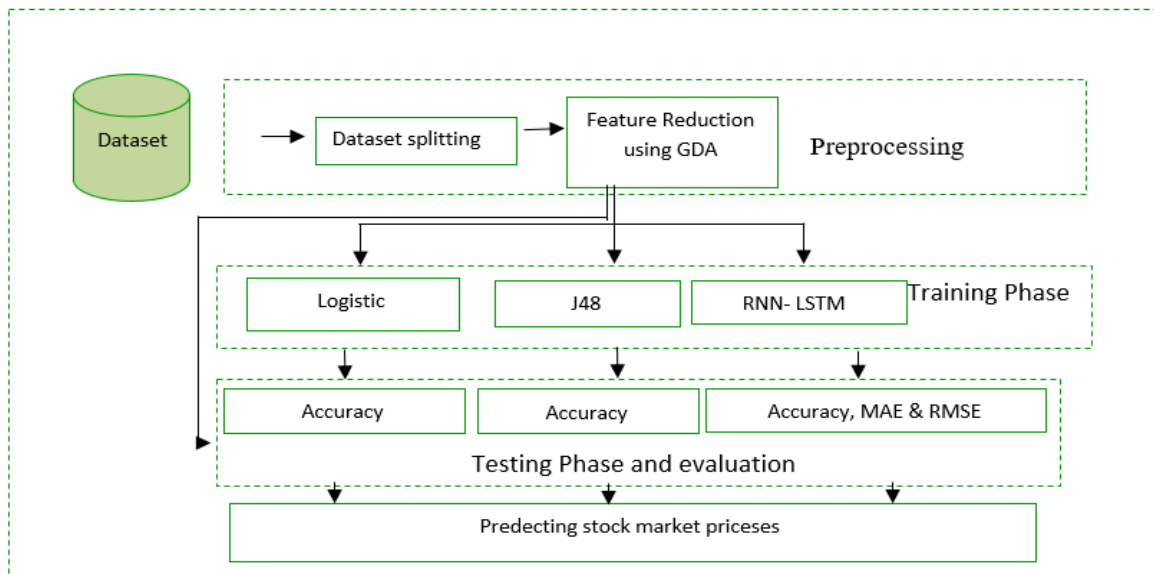 Dataset
Dataset splitting
Feature Reduction
using GDA
Preprocessing
Logistic
J48
RNN- LSTM
Training Phase
Accuracy
Accuracy
Accuracy, MAE & RMSE
Testing Phase and evaluation
Predecting stock market priceses